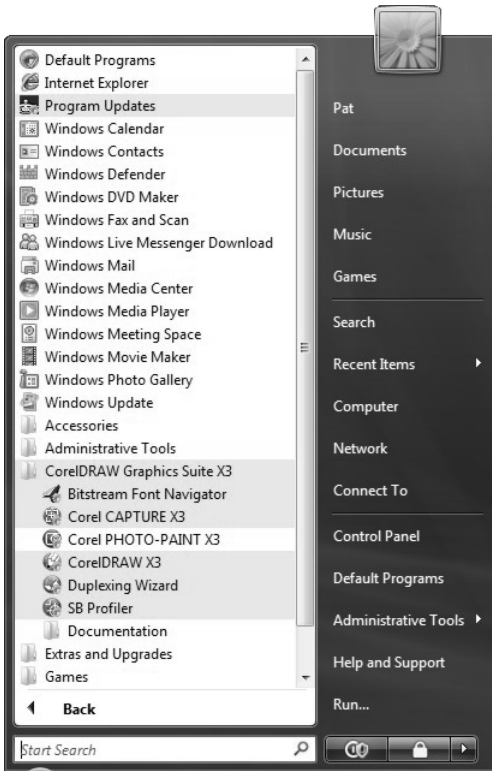 Default Programs
Internet Explorer
Program Updates
Windows Calendar
Windows Contacts
Windows Defender
Windows DVD Maker
Windows Fax and Scan
Windows Live Messenger Download
Windows Mail
Windows Media Center
Windows Media Player
Windows Meeting Space
Windows Movie Maker
Windows Photo Gallery
Windows Update
Accessories
Administrative Tools
CorelDRAW Graphics Suite X3
Bitstream Font Navigator
Corel CAPTURE X3
Corel PHOTO-PAINT X3
CorelDRAW X3
Duplexing Wizard
SB Profiler
Documentation
Extras and Upgrades
Games
Back
Start Search
Pat
Documents
Pictures
Music
Games
Search
Recent Items
Computer
Network
Connect To
Control Panel
Default Programs
Administrative Tools
Help and Support
Run...